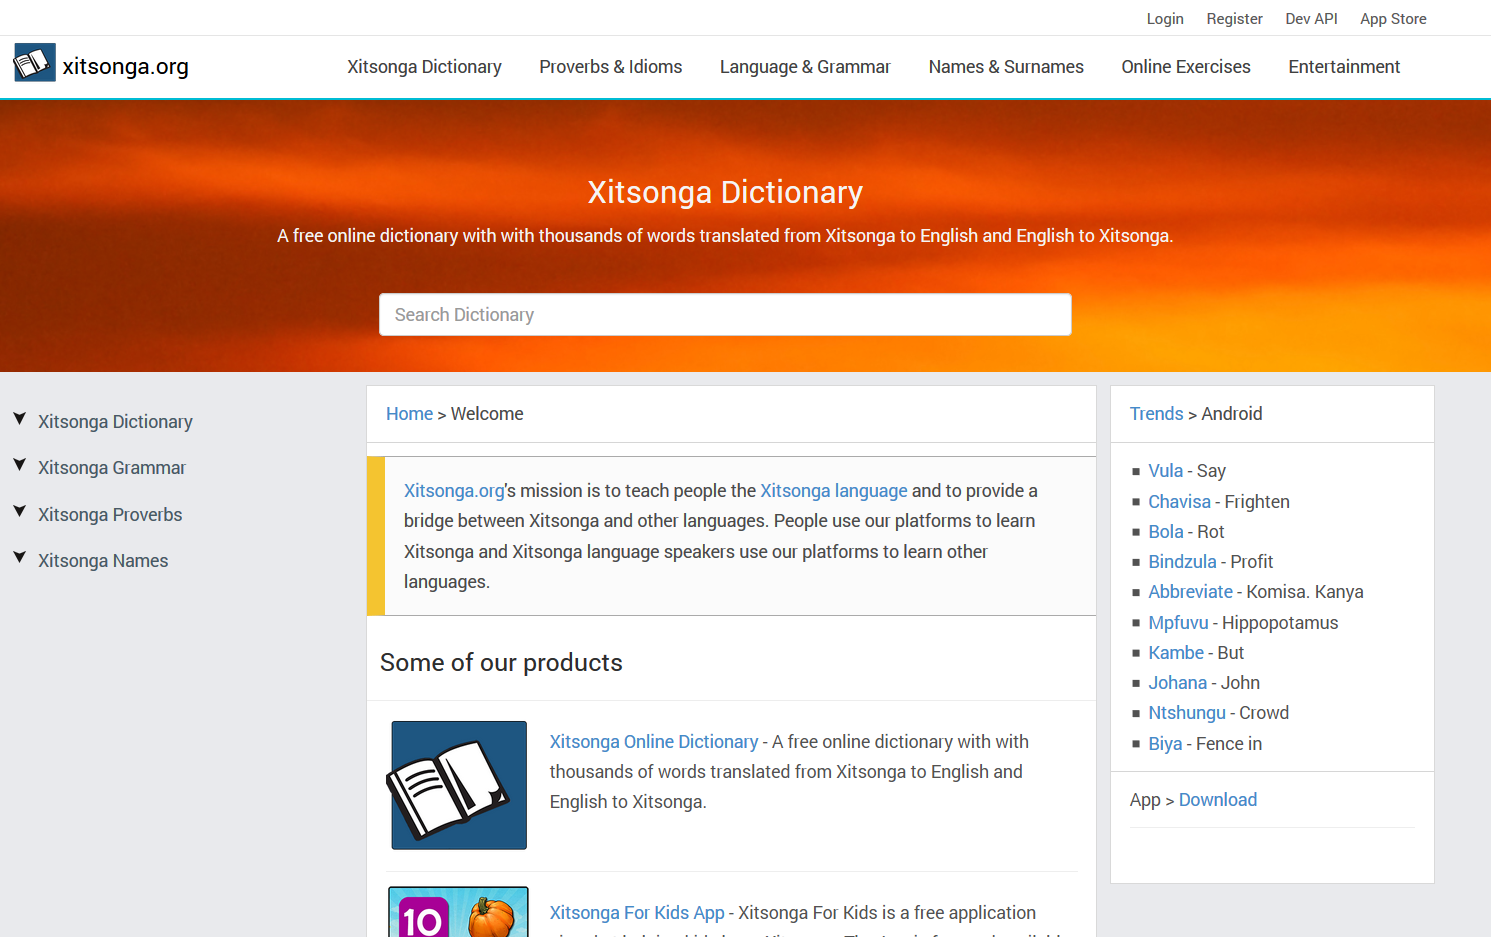 Login Register Dev API App Store
xitsonga.org
Xitsonga Dictionary Proverbs & Idioms Language & Grammar Names & Surnames Online Exercises Entertainment
Xitsonga Dictionary
A free online dictionary with with thousands of words translated from Xitsonga to English and English to Xitsonga.
Search Dictionary
Xitsonga Dictionary
Xitsonga Grammar
Xitsonga Proverbs
Xitsonga Names
Home > Welcome
Xitsonga.org's mission is to teach people the Xitsonga language and to provide a
bridge between Xitsonga and other languages. People use our platforms to learn
Xitsonga and Xitsonga language speakers use our platforms to learn other
languages.
Some of our products
Xitsonga Online Dictionary - A free online dictionary with with
thousands of words translated from Xitsonga to English and
English to Xitsonga.
10
Xitsonga For Kids App - Xitsonga For Kids is a free application
Trends > Android
Vula - Say
Chavisa - Frighten
Bola - Rot
Bindzula - Profit
Abbreviate - Komisa. Kanya
Mpfuvu - Hippopotamus
Kambe - But
Johana - John
Ntshungu - Crowd
Biya - Fence in
App > Download